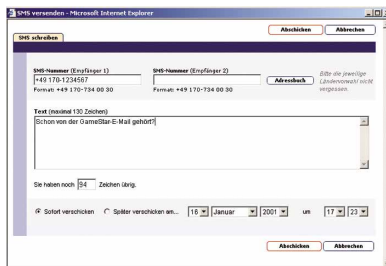 SMS versenden - Microsoft Internet Explorer
Abschicken Abbrechen
SMS schreiben
SMS-Nummer (Empfänger 1) SMS-Nummer (Empfänger 2)
+49 170-1234567 Adressbuch
Format: +49 170-734 00 30 Format: +49 170-734 00 30
Bitte die jeweilige
Ländervorwahl nicht
vergessen.
Text (maximal 130 Zeichen)
Schon von der GameStar-E-Mail gehört?
Sie haben noch 94 Zeichen übrig.
Sofort verschicken Später verschicken am... 16 Januar 2001 um 17 23
Abschicken Abbrechen